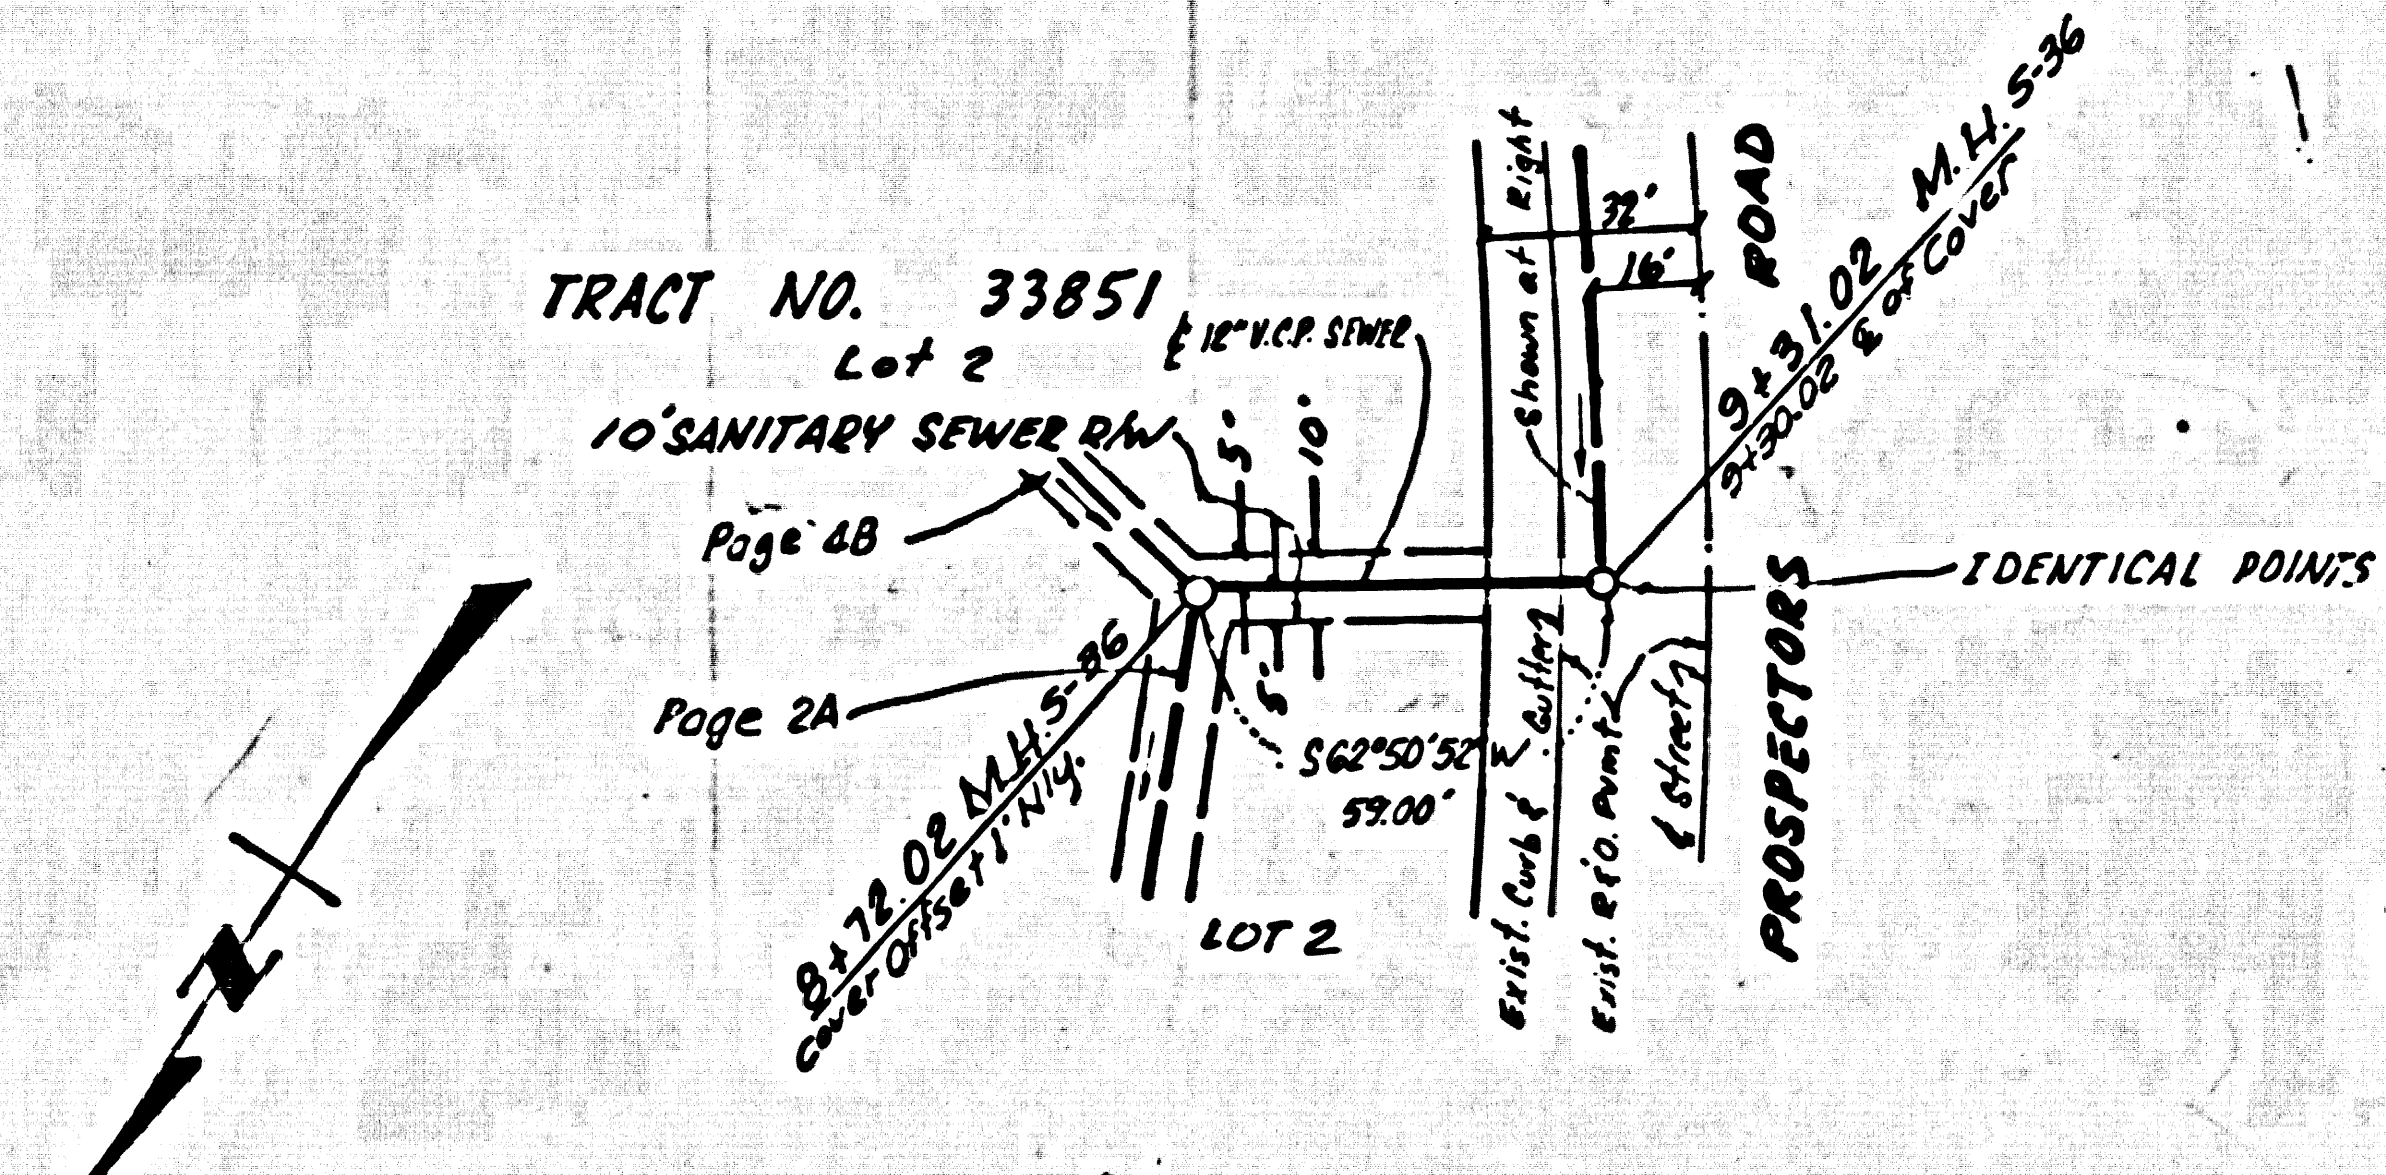 TRACT NO. 33851
Lot 2
10' SANITARY SEWER R/W
℄ 12" V.C.P. SEWER
5'
10'
32'
16'
Shown at Right
ROAD
PROSPECTORS
9+31.02 M.H. 5-36
9+30.02 ℄ of Cover
IDENTICAL POINTS
Page 4B
Page 2A
8+72.02 M.H. 5-86
Cover Offset 1' N'ly.
5'
S62°50'52" W
59.00'
Exist. Curb & Gutter
Exist. R&O. Pvmt.
℄ Street
LOT 2
N